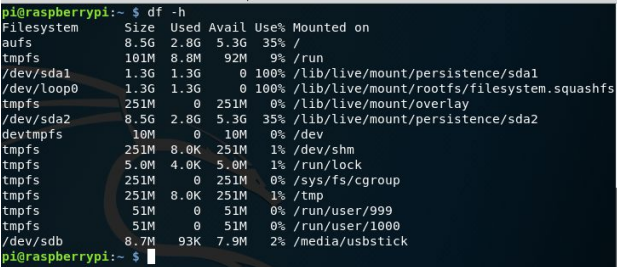 pi@raspberrypi:~ $ df -h
Filesystem Size Used Avail Use% Mounted on
aufs 8.5G 2.8G 5.3G 35% /
tmpfs 101M 8.8M 92M 9% /run
/dev/sda1 1.3G 1.3G 0 100% /lib/live/mount/persistence/sda1
/dev/loop0 1.3G 1.3G 0 100% /lib/live/mount/rootfs/filesystem.squashfs
tmpfs 251M 0 251M 0% /lib/live/mount/overlay
/dev/sda2 8.5G 2.8G 5.3G 35% /lib/live/mount/persistence/sda2
devtmpfs 10M 0 10M 0% /dev
tmpfs 251M 8.0K 251M 1% /dev/shm
tmpfs 5.0M 4.0K 5.0M 1% /run/lock
tmpfs 251M 0 251M 0% /sys/fs/cgroup
tmpfs 251M 8.0K 251M 1% /tmp
tmpfs 51M 0 51M 0% /run/user/999
tmpfs 51M 0 51M 0% /run/user/1000
/dev/sdb 8.7M 93K 7.9M 2% /media/usbstick
pi@raspberrypi:~ $